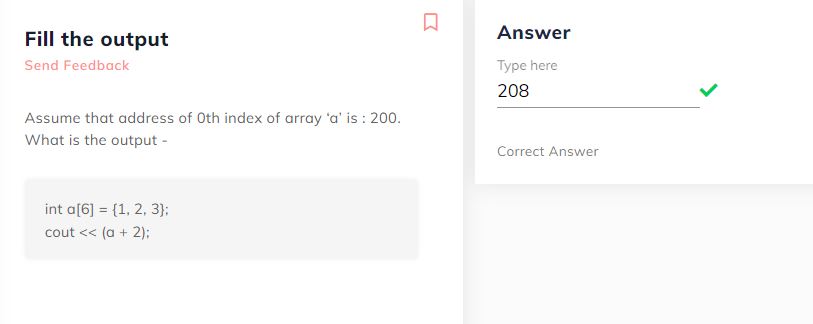 Fill the output
Send Feedback
Assume that address of 0th index of array ‘a’ is : 200.
What is the output -
int a[6] = {1, 2, 3};
cout << (a + 2);
Answer
Type here
208
Correct Answer